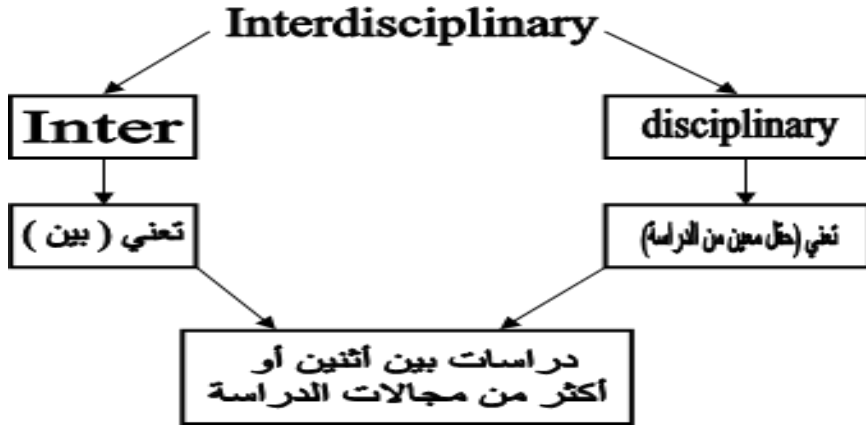 Interdisciplinary
Inter
disciplinary
تعني ( بين )
تعني (حقل معين من الدراسة)
دراسات بين أثنين أو
أكثر من مجالات الدراسة